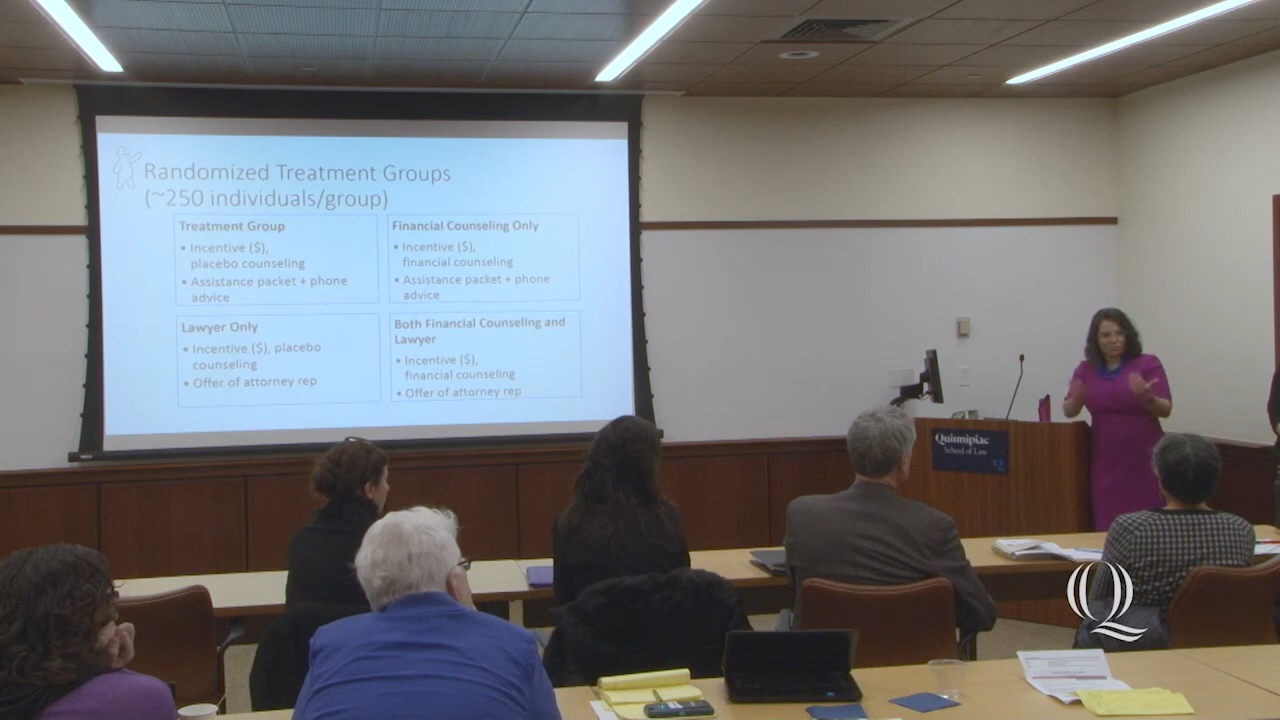 Randomized Treatment Groups
(~250 individuals/group)
Treatment Group
• Incentive ($),
placebo counseling
• Assistance packet + phone
advice
Financial Counseling Only
• Incentive ($),
financial counseling
• Assistance packet + phone
advice
Lawyer Only
• Incentive ($), placebo
counseling
• Offer of attorney rep
Both Financial Counseling and
Lawyer
• Incentive ($),
financial counseling
• Offer of attorney rep
Quinnipiac
School of Law
Q